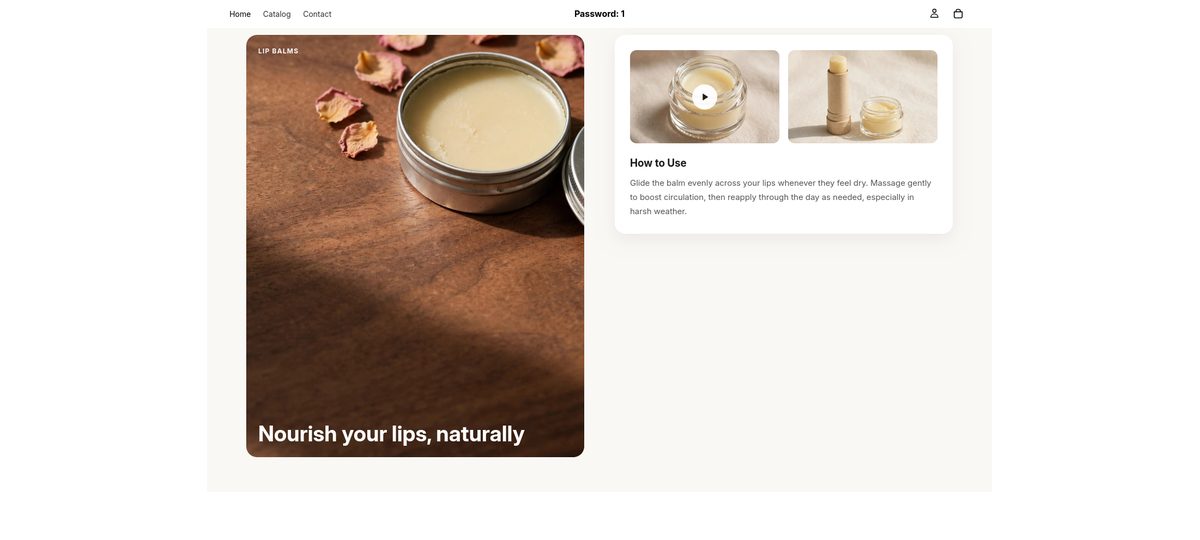 Home
Catalog
Contact
Password: 1
LIP BALMS
Nourish your lips, naturally
How to Use
Glide the balm evenly across your lips whenever they feel dry. Massage gently
to boost circulation, then reapply through the day as needed, especially in
harsh weather.